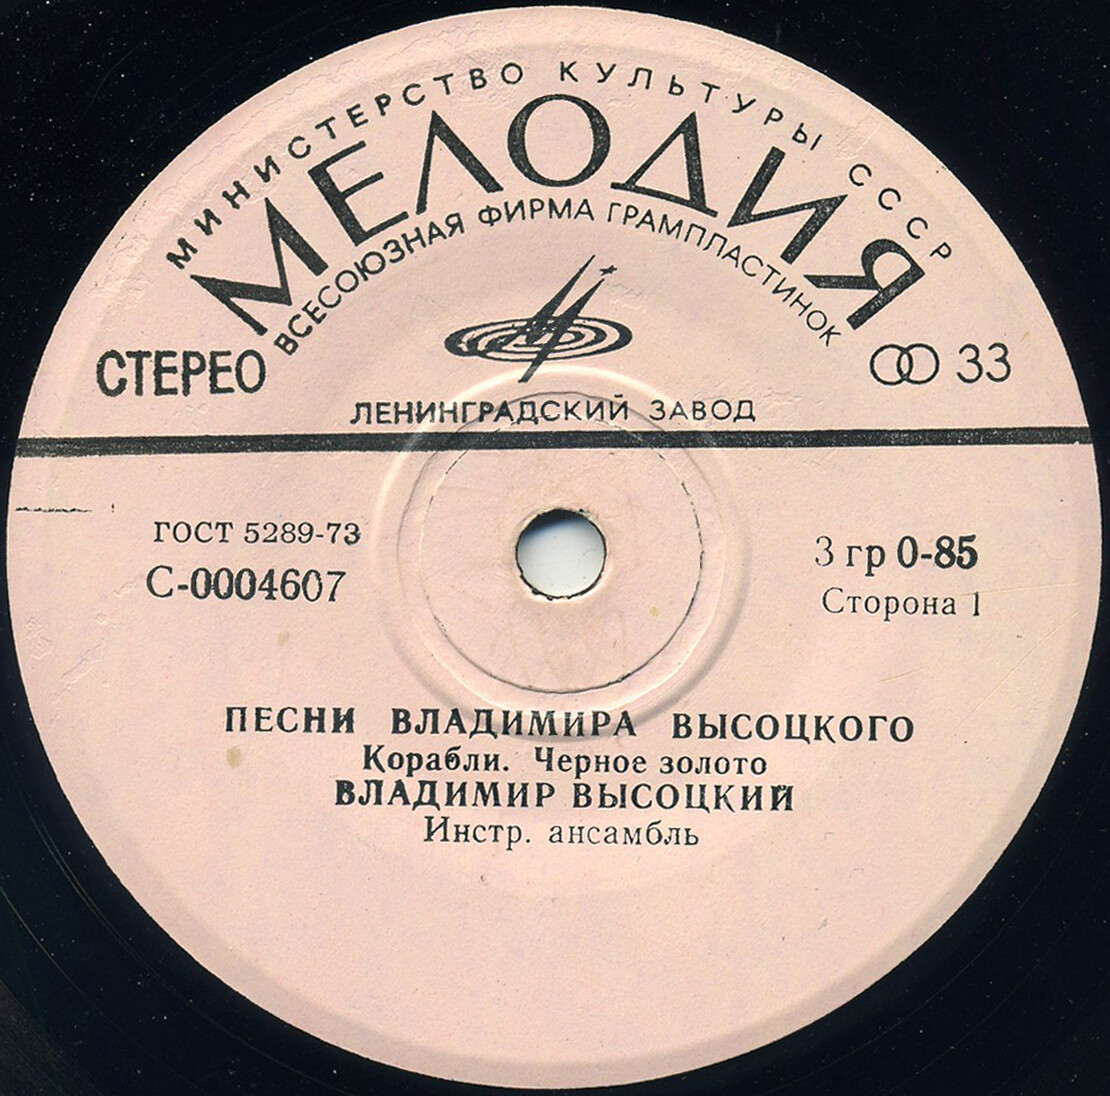 МИНИСТЕРСТВО КУЛЬТУРЫ СССР
МЕЛОДИЯ
ВСЕСОЮЗНАЯ ФИРМА ГРАМПЛАСТИНОК
СТЕРЕО
33
ЛЕНИНГРАДСКИЙ ЗАВОД
ГОСТ 5289-73
3 гр 0-85
С-0004607
Сторона 1
ПЕСНИ ВЛАДИМИРА ВЫСОЦКОГО
Корабли. Черное золото
ВЛАДИМИР ВЫСОЦКИЙ
Инстр. ансамбль